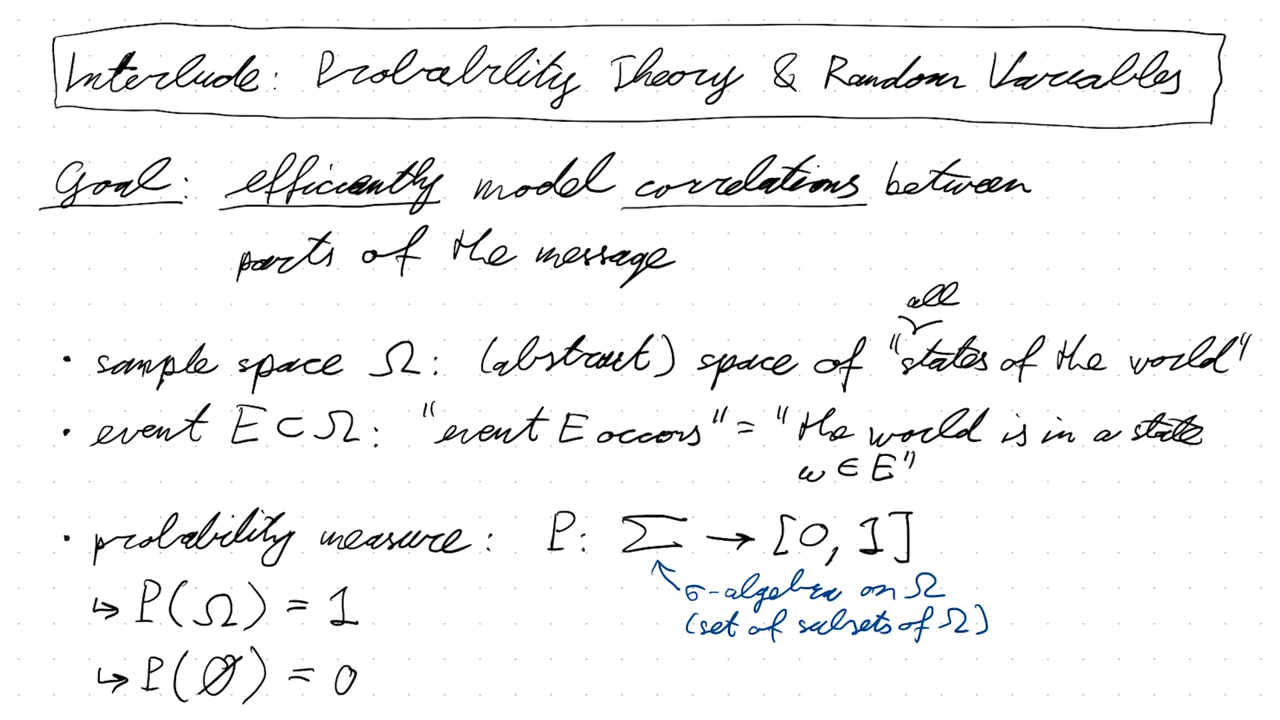 Interlude: Probability Theory & Random Variables
Goal: efficiently model correlations between
parts of the message
all
• sample space Ω: (abstract) space of "states of the world"
• event E ⊂ Ω: "event E occurs" = "the world is in a state
ω ∈ E"
• probability measure: P: Σ → [0, 1]
σ-algebra on Ω
(set of subsets of Ω)
↳ P(Ω) = 1
↳ P(∅) = 0